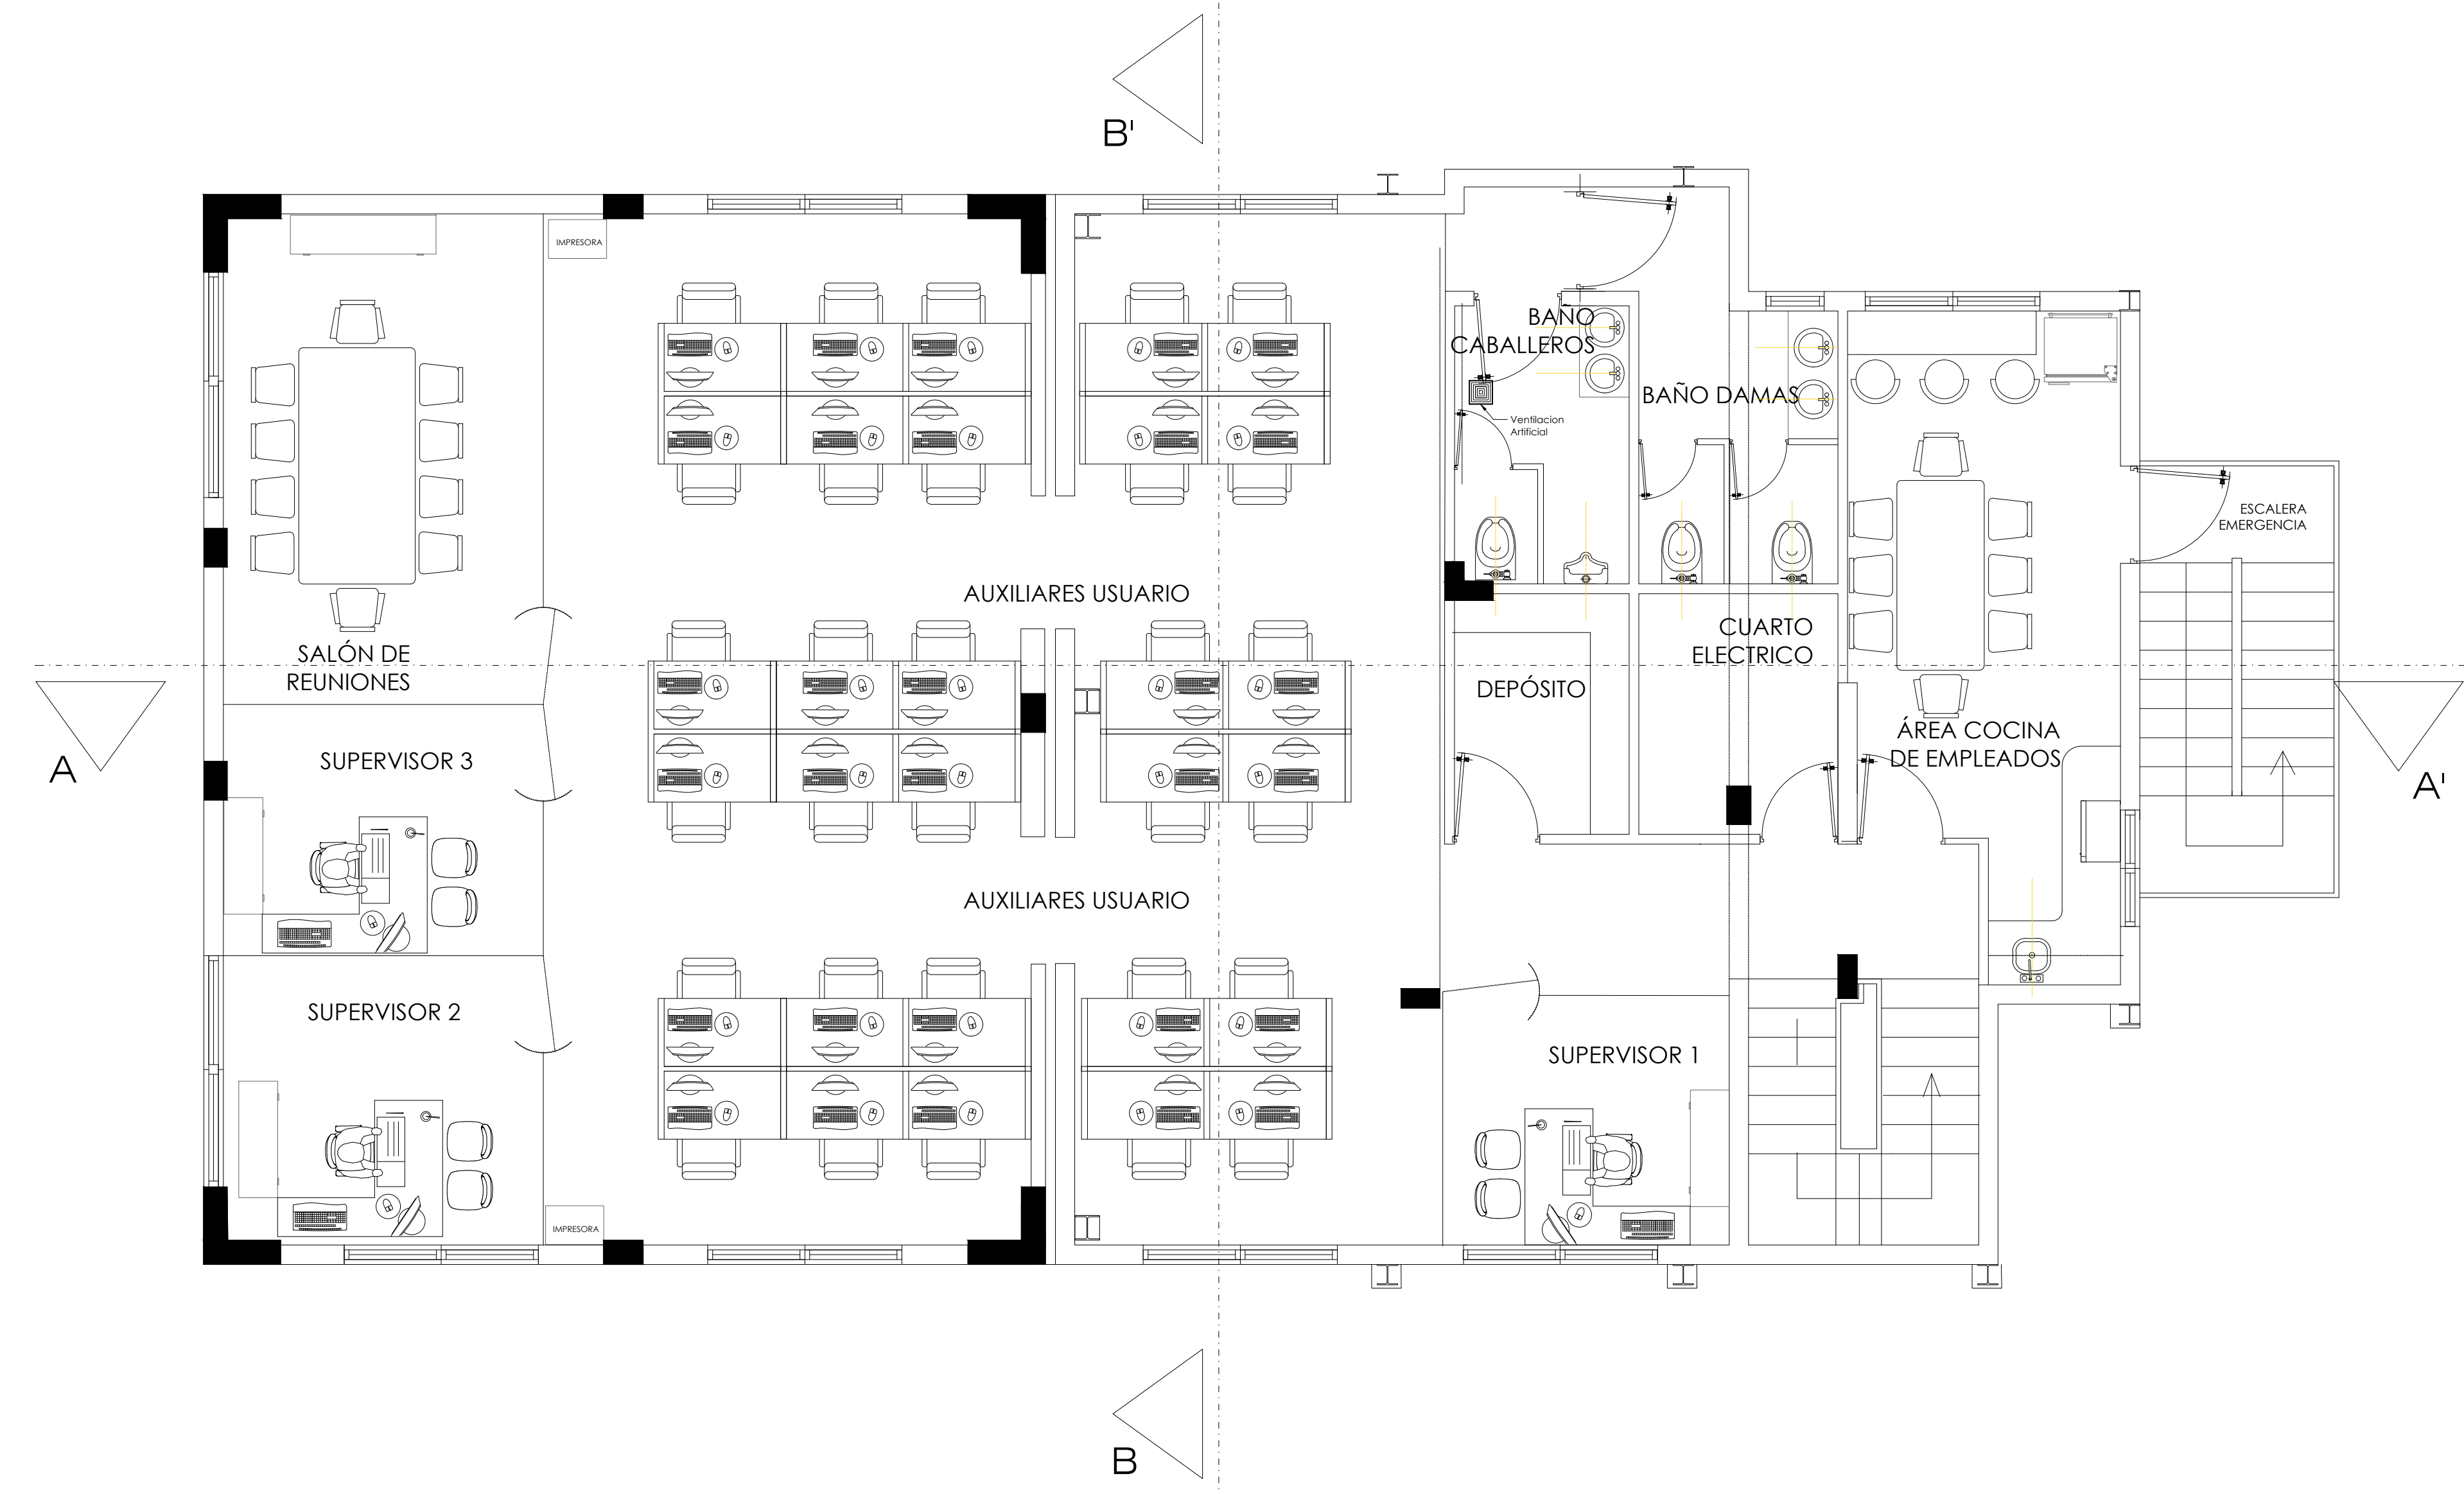 B'
IMPRESORA
BAÑO
CABALLEROS
BAÑO DAMAS
Ventilacion
Artificial
ESCALERA
EMERGENCIA
AUXILIARES USUARIO
SALÓN DE
REUNIONES
CUARTO
ELECTRICO
DEPÓSITO
ÁREA COCINA
DE EMPLEADOS
A
A'
SUPERVISOR 3
AUXILIARES USUARIO
SUPERVISOR 2
SUPERVISOR 1
IMPRESORA
B